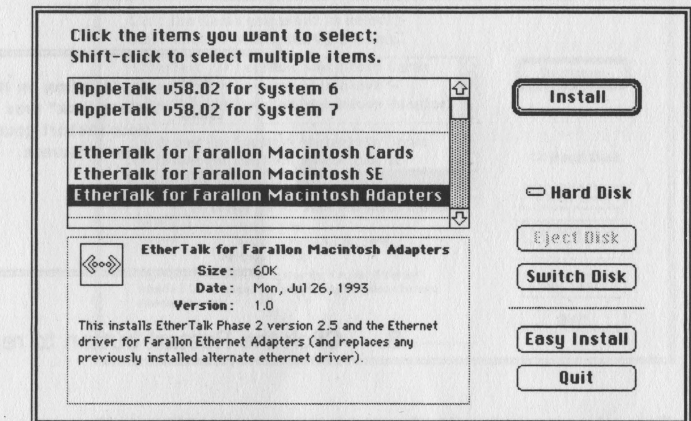 Click the items you want to select;
Shift-click to select multiple items.
AppleTalk v58.02 for System 6
AppleTalk v58.02 for System 7
EtherTalk for Farallon Macintosh Cards
EtherTalk for Farallon Macintosh SE
EtherTalk for Farallon Macintosh Adapters
EtherTalk for Farallon Macintosh Adapters
Size: 60K
Date: Mon, Jul 26, 1993
Version: 1.0
This installs EtherTalk Phase 2 version 2.5 and the Ethernet
driver for Farallon Ethernet Adapters (and replaces any
previously installed alternate ethernet driver).
Install
Hard Disk
Eject Disk
Switch Disk
Easy Install
Quit